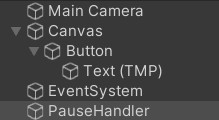 Main Camera
Canvas
Button
Text (TMP)
EventSystem
PauseHandler